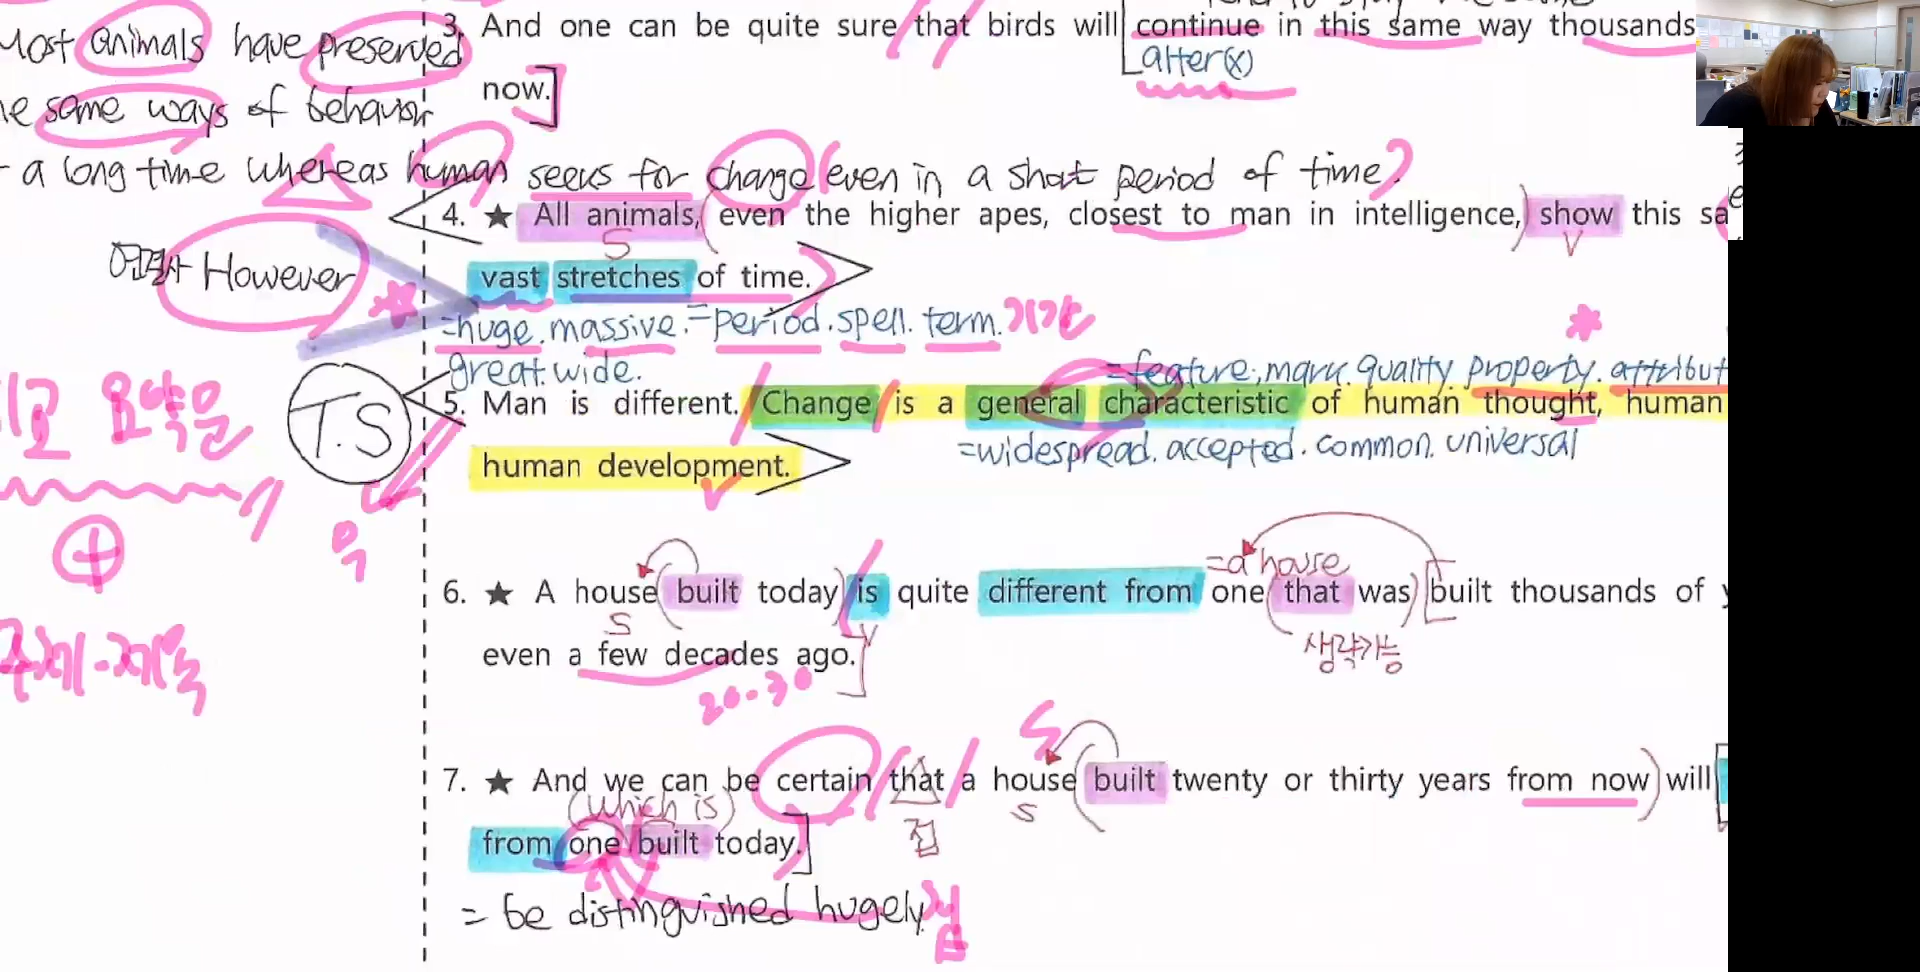 Most animals have preserved
same ways of behavior
a long time whereas human seeks for change (even in a short period of time)
3. And one can be quite sure that birds will continue in this same way thousands
alter(x)
now.]
4. ★ All animals, (even the higher apes, closest to man in intelligence,) show this sa
S
V
However
vast stretches of time.
=huge. massive. =period. spell. term. 기간
great. wide.
=feature, mark. quality. property. attribut
T.S
5. Man is different. Change is a general characteristic of human thought, human
=widespread. accepted. common. universal
human development.
요약문
=a house
6. ★ A house (built today) is quite different from one (that was) [built thousands of y
S
V
생략가능
even a few decades ago.]
20-30
7. ★ And we can be certain that a house (built twenty or thirty years from now) will
(which is)
S
집
from one built today.]
= be distinguished hugely